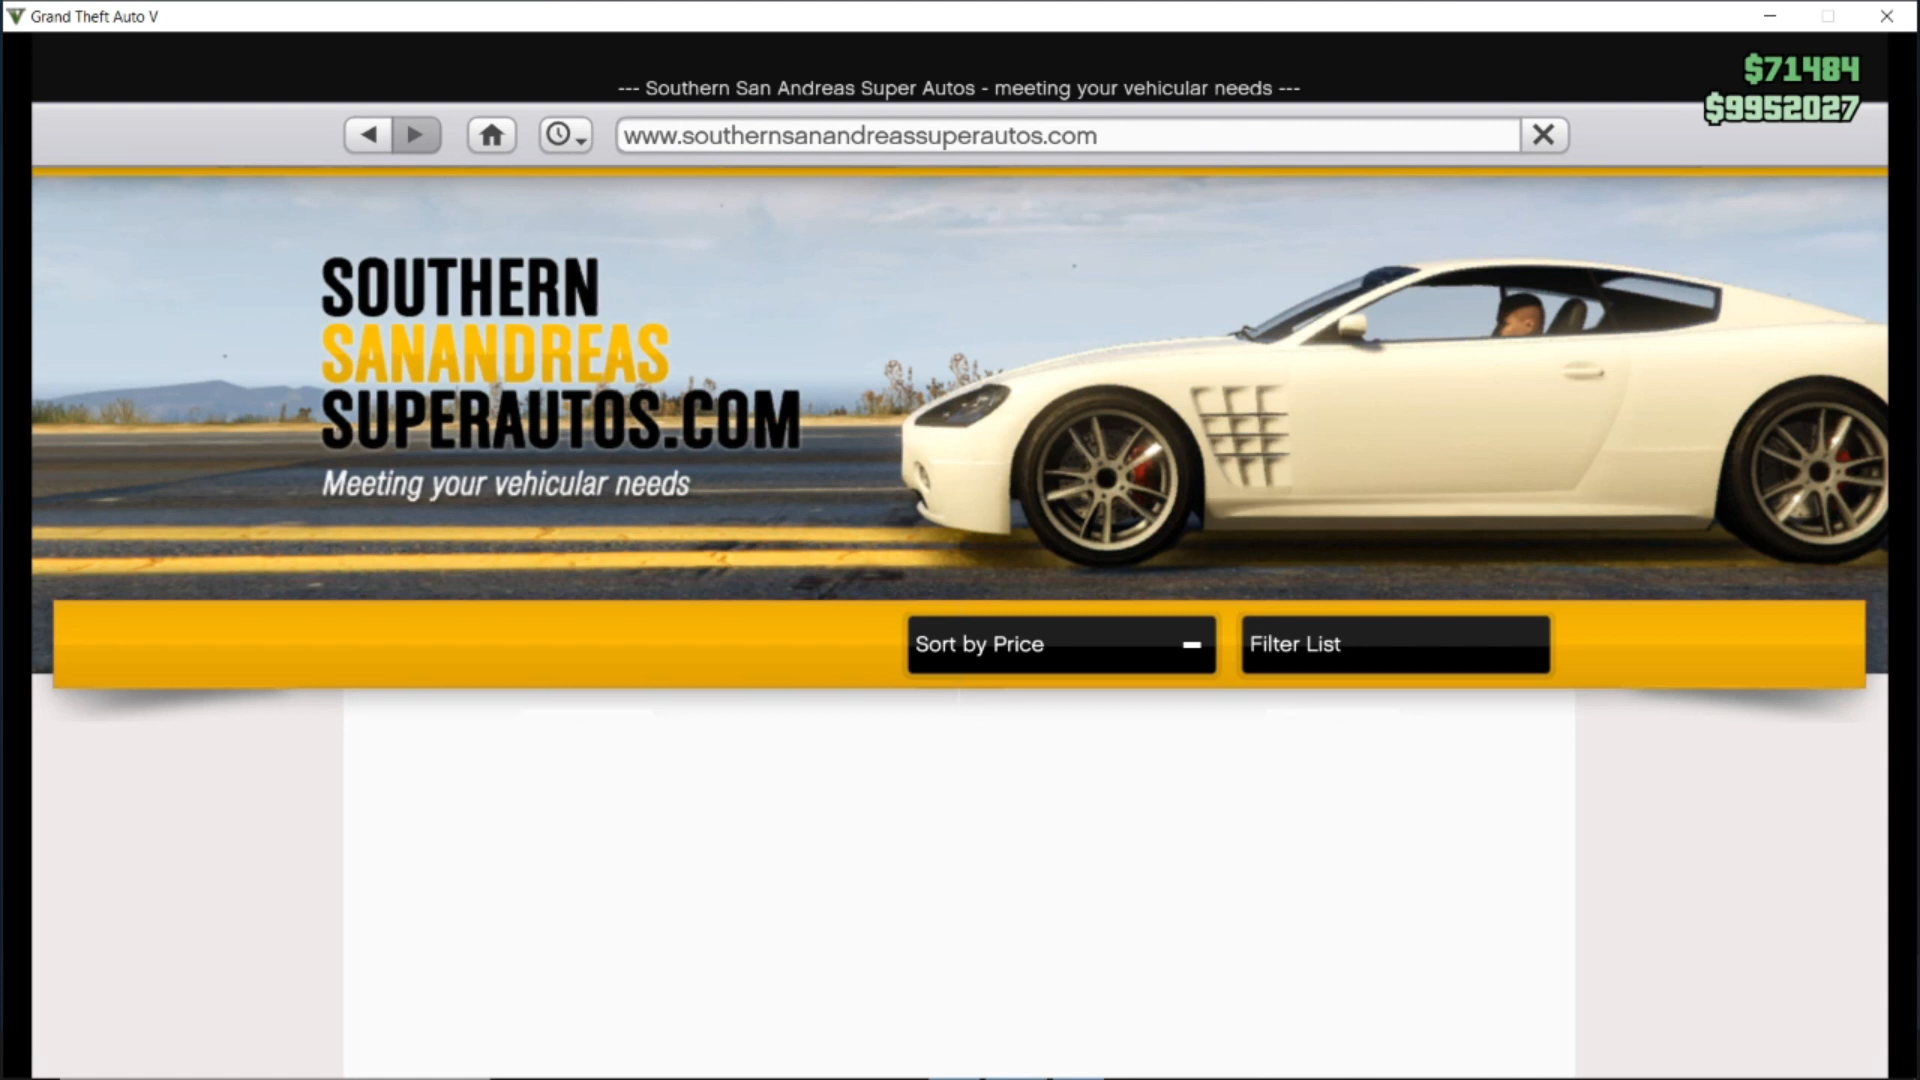 Grand Theft Auto V
$71484
--- Southern San Andreas Super Autos - meeting your vehicular needs ---
$9952027
www.southernsanandreassuperautos.com
SOUTHERN
SANANDREAS
SUPERAUTOS.COM
Meeting your vehicular needs
Sort by Price
Filter List